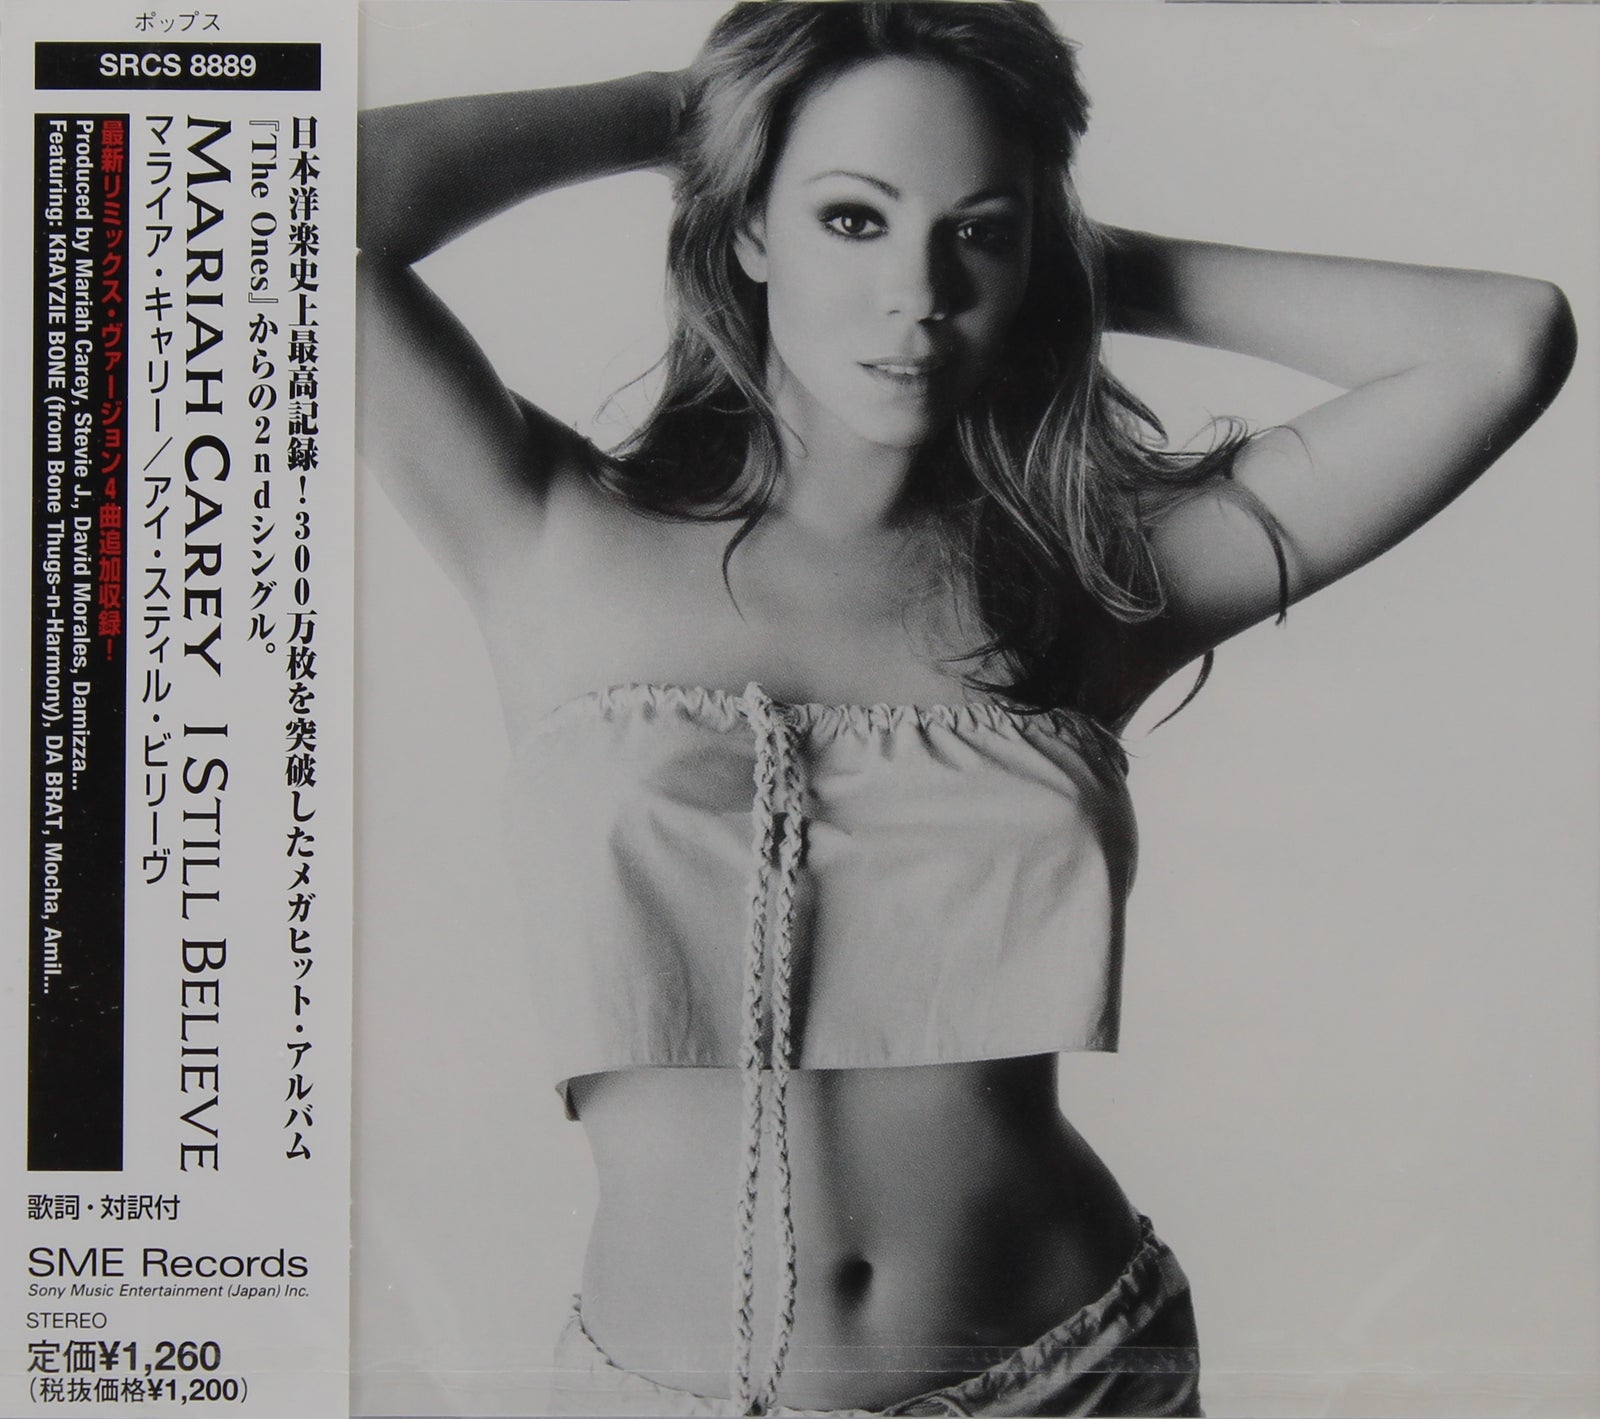 ポップス
SRCS 8889
日本洋楽史上最高記録！300万枚を突破したメガヒット・アルバム
『The Ones』からの2ndシングル。
MARIAH CAREY I STILL BELIEVE
マライア・キャリー／アイ・スティル・ビリーヴ
最新リミックス・ヴァージョン4曲追加収録！
Produced by Mariah Carey, Stevie J., David Morales, Damizza...
Featuring: KRAYZIE BONE (from Bone Thugs-n-Harmony), DA BRAT, Mocha, Amil...
歌詞・対訳付
SME Records
Sony Music Entertainment (Japan) Inc.
STEREO
定価¥1,260
（税抜価格¥1,200）